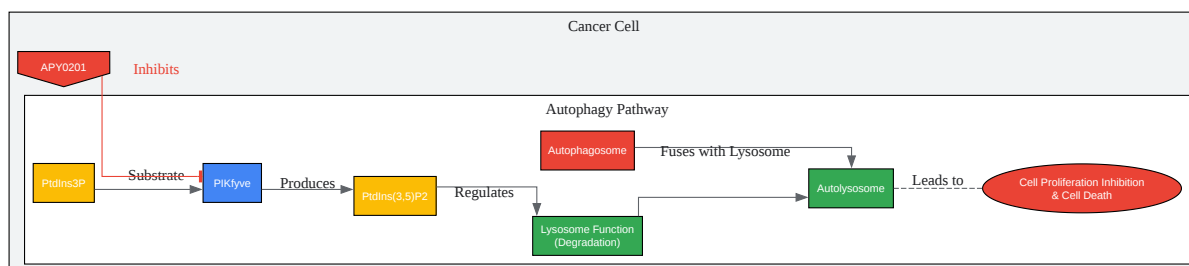 Cancer Cell
APY0201
Inhibits
Autophagy Pathway
Autophagosome
Fuses with Lysosome
PtdIns3P
Substrate
PIKfyve
Produces
PtdIns(3,5)P2
Regulates
Lysosome Function
(Degradation)
Autolysosome
Leads to
Cell Proliferation Inhibition
& Cell Death